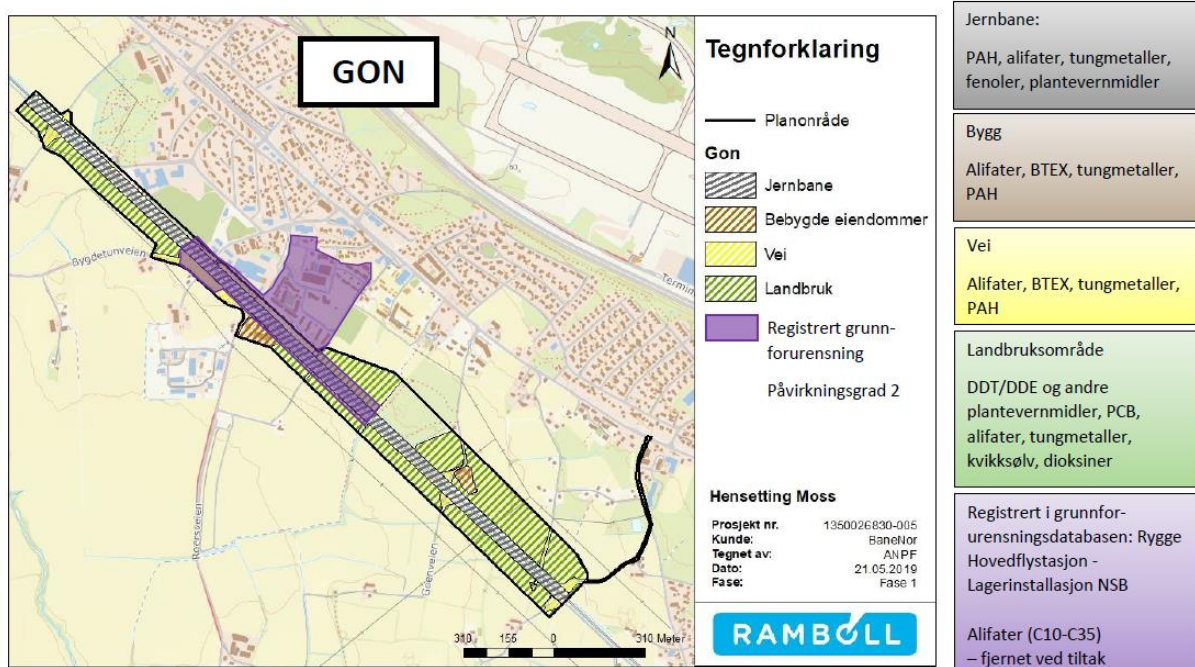 GON
N
Bygdetunveien
Roersveien
Goenveien
310 155 0 310 Meter
Tegnforklaring
Planområde
Gon
Jernbane
Bebygde eiendommer
Vei
Landbruk
Registrert grunn-
forurensning
Påvirkningsgrad 2
Hensetting Moss
Prosjekt nr. 1350026830-005
Kunde: BaneNor
Tegnet av: ANPF
Dato: 21.05.2019
Fase: Fase 1
RAMBOLL
Jernbane:
PAH, alifater, tungmetaller,
fenoler, plantevernmidler
Bygg
Alifater, BTEX, tungmetaller,
PAH
Vei
Alifater, BTEX, tungmetaller,
PAH
Landbruksområde
DDT/DDE og andre
plantevernmidler, PCB,
alifater, tungmetaller,
kvikksølv, dioksiner
Registrert i grunnfor-
urensningsdatabasen: Rygge
Hovedflystasjon -
Lagerinstallasjon NSB
Alifater (C10-C35)
– fjernet ved tiltak